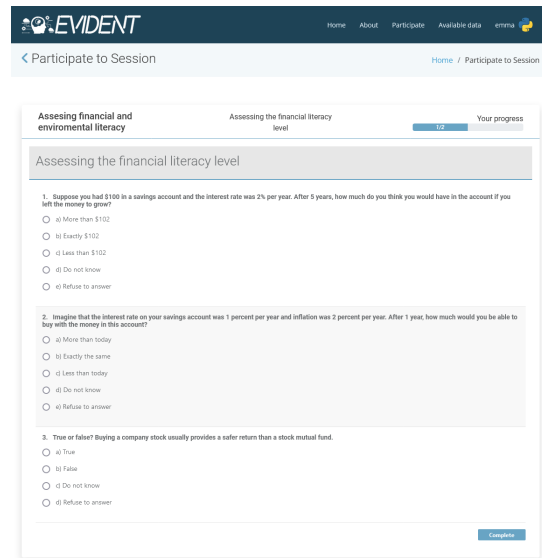 EVIDENT
Home About Participate Available data emma
Participate to Session
Home / Participate to Session
Assesing financial and
enviromental literacy
Assessing the financial literacy
level
Your progress
1/2
Assessing the financial literacy level
1. Suppose you had $100 in a savings account and the interest rate was 2% per year. After 5 years, how much do you think you would have in the account if you
left the money to grow?
a) More than $102
b) Exactly $102
c) Less than $102
d) Do not know
e) Refuse to answer
2. Imagine that the interest rate on your savings account was 1 percent per year and inflation was 2 percent per year. After 1 year, how much would you be able to
buy with the money in this account?
a) More than today
b) Exactly the same
c) Less than today
d) Do not know
e) Refuse to answer
3. True or false? Buying a company stock usually provides a safer return than a stock mutual fund.
a) True
b) False
c) Do not know
d) Refuse to answer
Complete